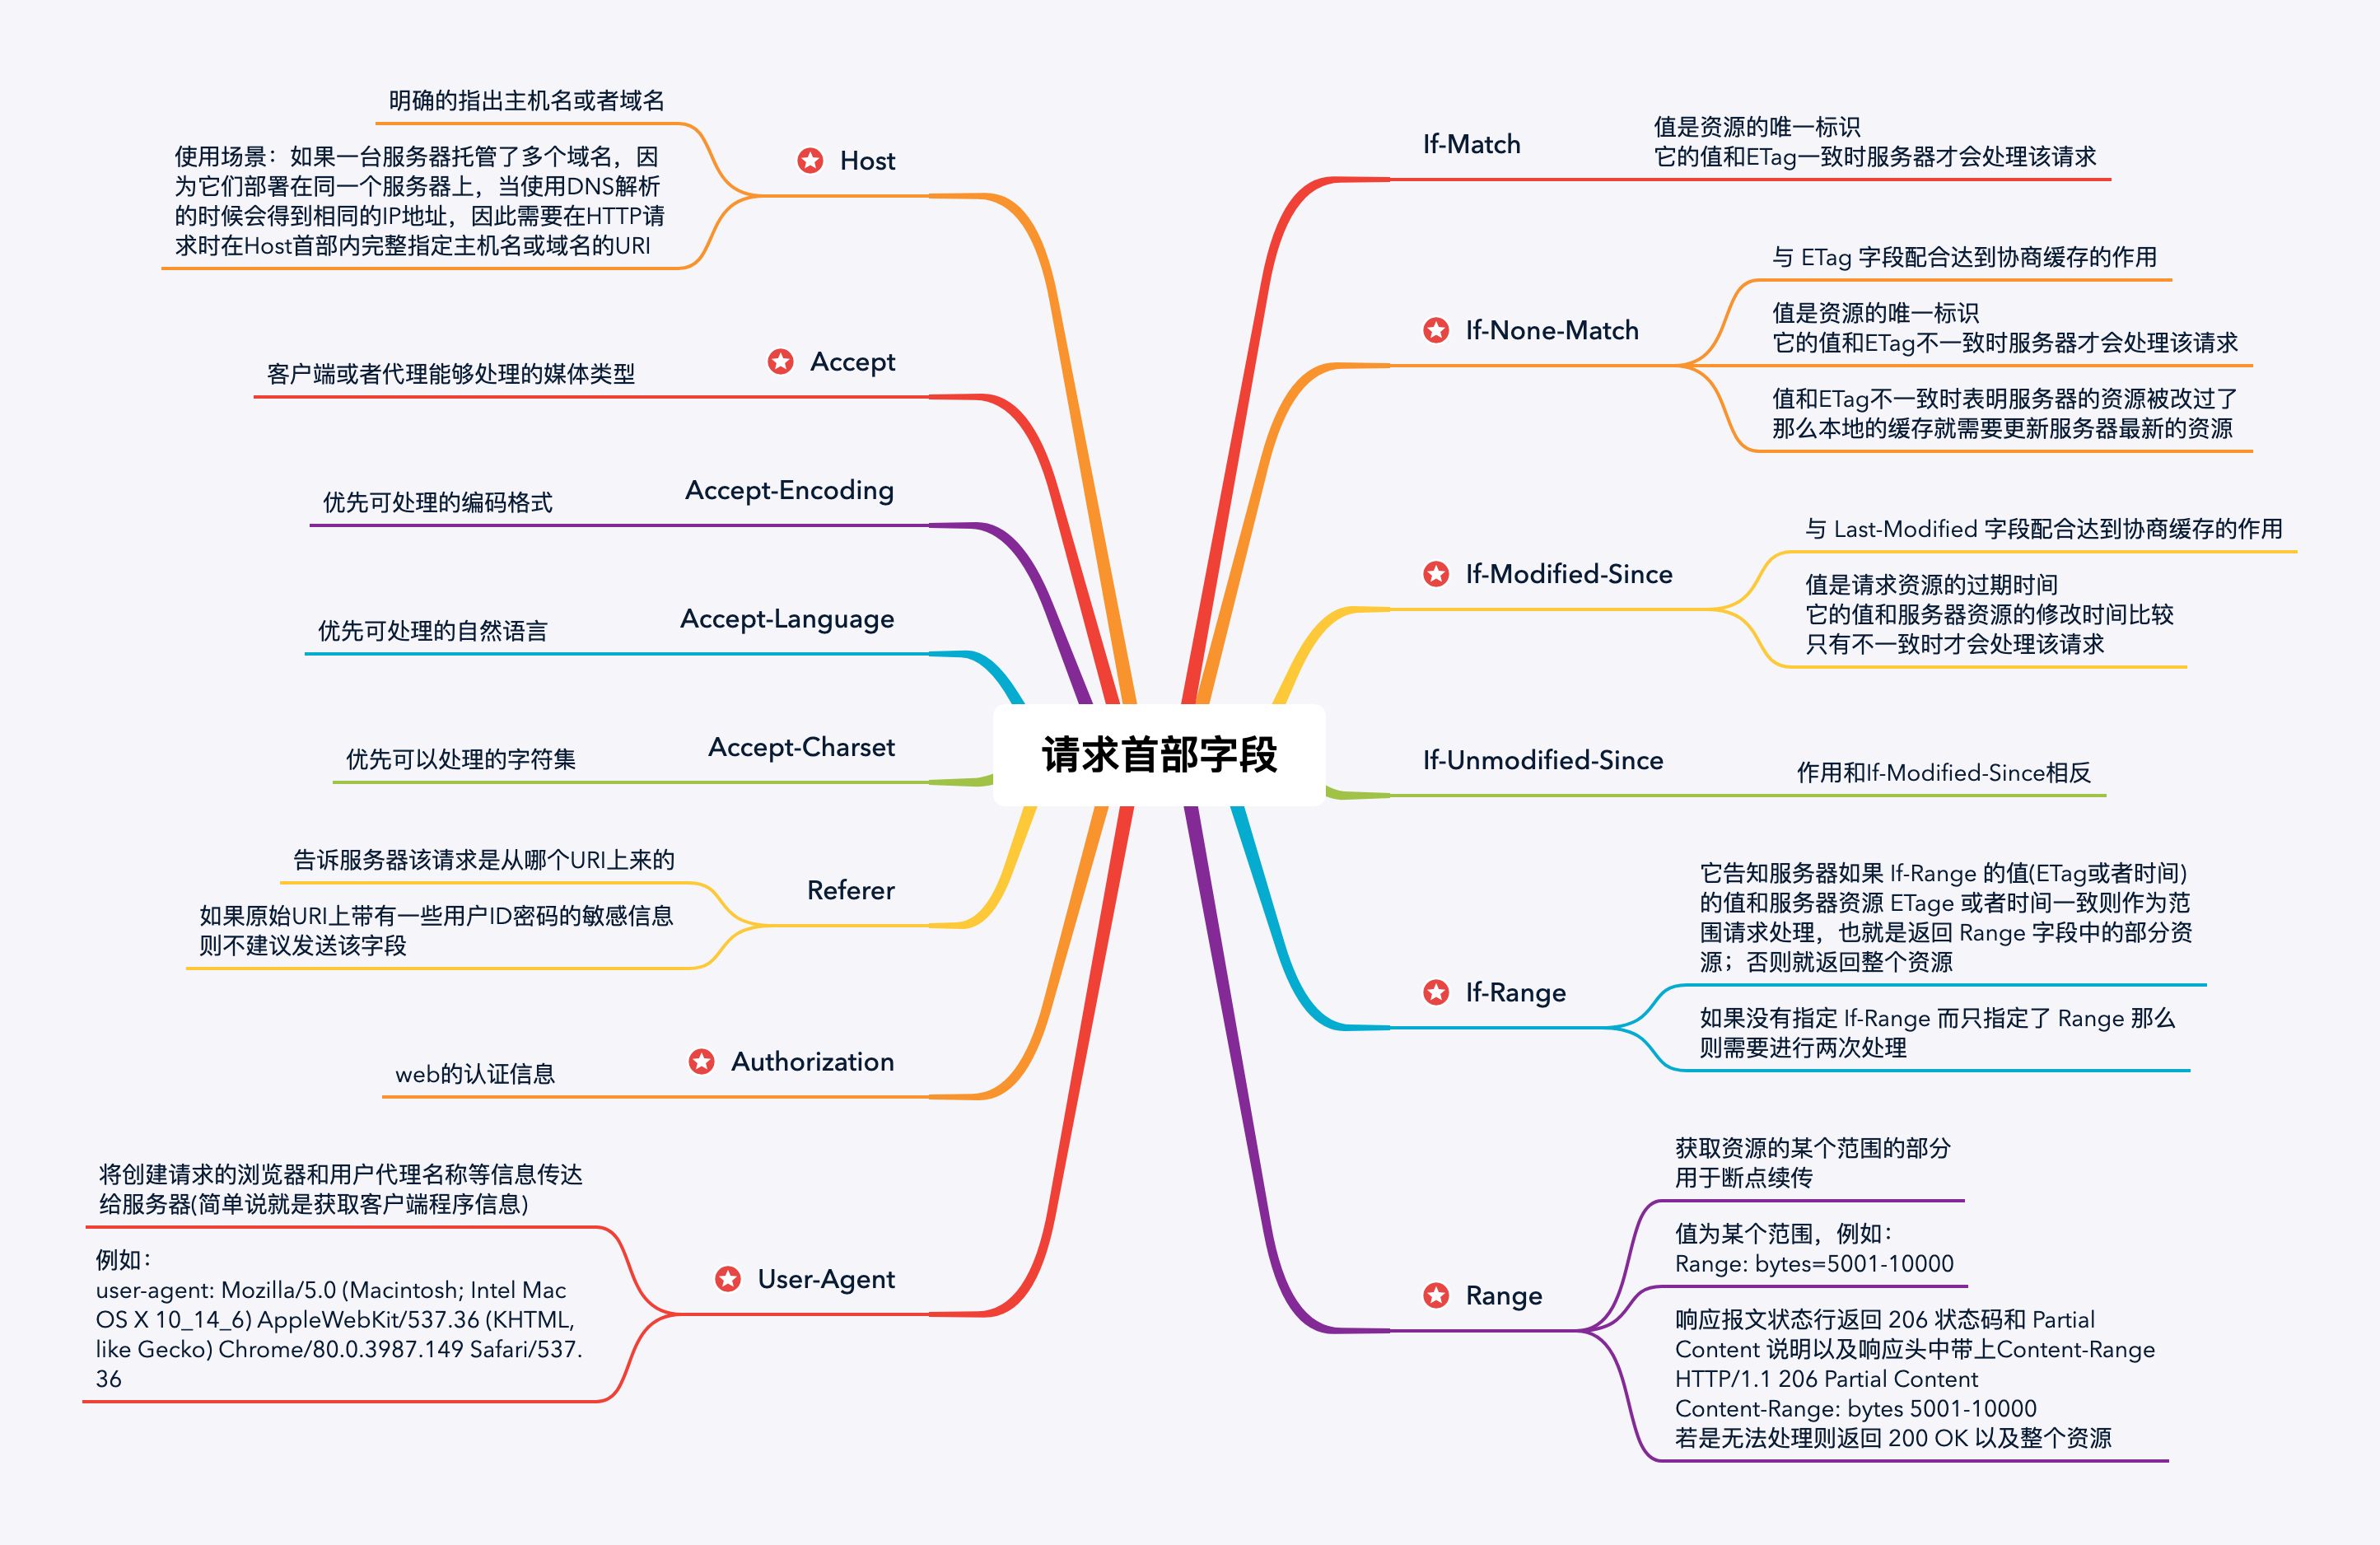 请求首部字段
Host
明确的指出主机名或者域名
使用场景：如果一台服务器托管了多个域名，因
为它们部署在同一个服务器上，当使用DNS解析
的时候会得到相同的IP地址，因此需要在HTTP请
求时在Host首部内完整指定主机名或域名的URI
Accept
客户端或者代理能够处理的媒体类型
Accept-Encoding
优先可处理的编码格式
Accept-Language
优先可处理的自然语言
Accept-Charset
优先可以处理的字符集
Referer
告诉服务器该请求是从哪个URI上来的
如果原始URI上带有一些用户ID密码的敏感信息
则不建议发送该字段
Authorization
web的认证信息
User-Agent
将创建请求的浏览器和用户代理名称等信息传达
给服务器(简单说就是获取客户端程序信息)
例如：
user-agent: Mozilla/5.0 (Macintosh; Intel Mac
OS X 10_14_6) AppleWebKit/537.36 (KHTML,
like Gecko) Chrome/80.0.3987.149 Safari/537.
36
If-Match
值是资源的唯一标识
它的值和ETag一致时服务器才会处理该请求
If-None-Match
与 ETag 字段配合达到协商缓存的作用
值是资源的唯一标识
它的值和ETag不一致时服务器才会处理该请求
值和ETag不一致时表明服务器的资源被改过了
那么本地的缓存就需要更新服务器最新的资源
If-Modified-Since
与 Last-Modified 字段配合达到协商缓存的作用
值是请求资源的过期时间
它的值和服务器资源的修改时间比较
只有不一致时才会处理该请求
If-Unmodified-Since
作用和If-Modified-Since相反
If-Range
它告知服务器如果 If-Range 的值(ETag或者时间)
的值和服务器资源 ETage 或者时间一致则作为范
围请求处理，也就是返回 Range 字段中的部分资
源；否则就返回整个资源
如果没有指定 If-Range 而只指定了 Range 那么
则需要进行两次处理
Range
获取资源的某个范围的部分
用于断点续传
值为某个范围，例如：
Range: bytes=5001-10000
响应报文状态行返回 206 状态码和 Partial
Content 说明以及响应头中带上Content-Range
HTTP/1.1 206 Partial Content
Content-Range: bytes 5001-10000
若是无法处理则返回 200 OK 以及整个资源